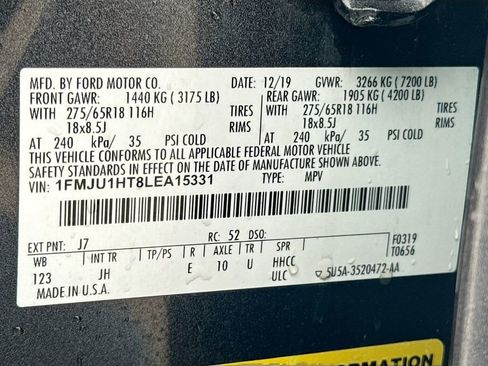 MFD. BY FORD MOTOR CO. DATE: 12/19 GVWR: 3266 KG ( 7200 LB)
FRONT GAWR: 1440 KG ( 3175 LB) REAR GAWR: 1905 KG ( 4200 LB)
WITH 275/65R18 116H TIRES WITH 275/65R18 116H TIRES
18x8.5J RIMS 18x8.5J RIMS
AT 240 kPa/ 35 PSI COLD AT 240 kPa/ 35 PSI COLD
THIS VEHICLE CONFORMS TO ALL APPLICABLE FEDERAL MOTOR VEHICLE
SAFETY STANDARDS IN EFFECT ON THE DATE OF MANUFACTURE SHOWN ABOVE.
VIN: 1FMJU1HT8LEA15331 TYPE: MPV
EXT PNT: J7 RC: 52 DSO: F0319
WB INT TR TP/PS R AXLE TR SPR T0656
123 JH E 10 U HHCC
ULC 5U5A-3520472-AA
MADE IN U.S.A.
INFORMATION